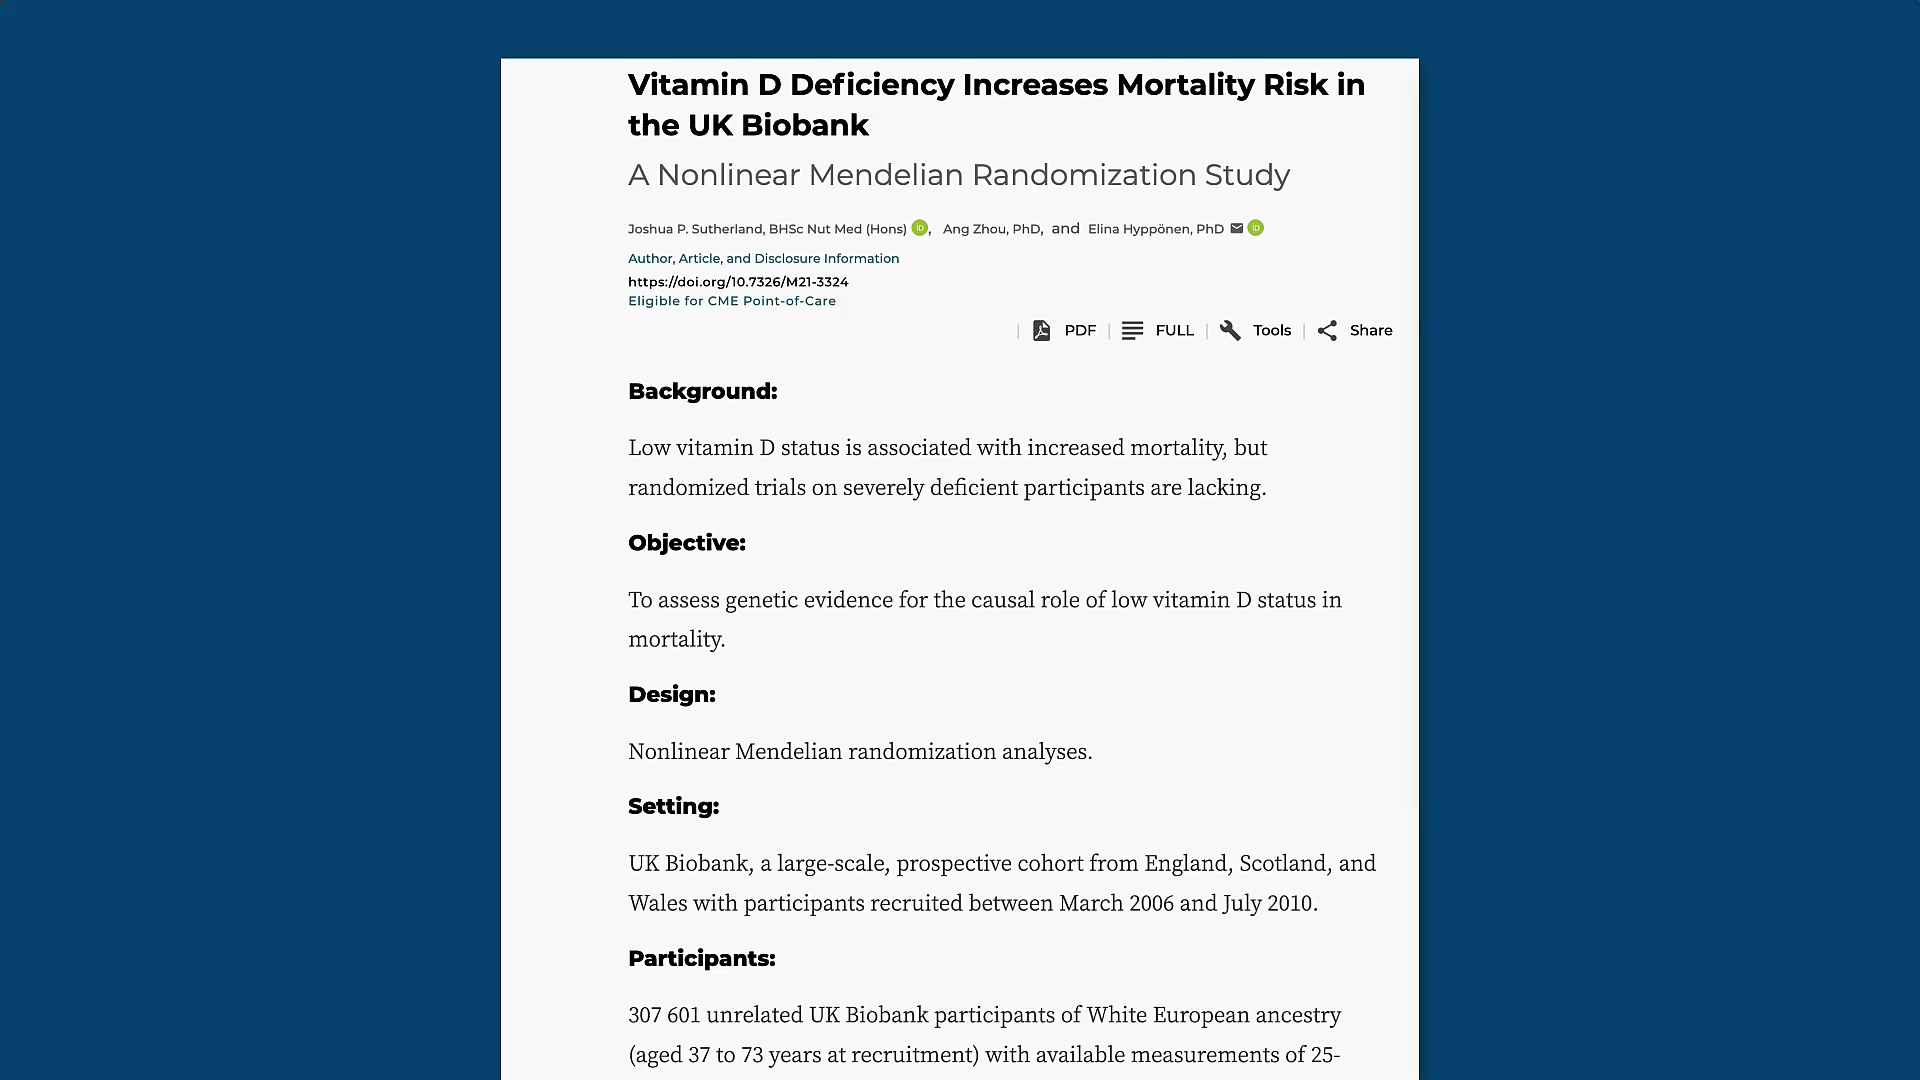 Vitamin D Deficiency Increases Mortality Risk in
the UK Biobank
A Nonlinear Mendelian Randomization Study
Joshua P. Sutherland, BHSc Nut Med (Hons) iD, Ang Zhou, PhD, and Elina Hyppönen, PhD iD
Author, Article, and Disclosure Information
https://doi.org/10.7326/M21-3324
Eligible for CME Point-of-Care
| PDF | FULL | Tools | Share
Background:
Low vitamin D status is associated with increased mortality, but
randomized trials on severely deficient participants are lacking.
Objective:
To assess genetic evidence for the causal role of low vitamin D status in
mortality.
Design:
Nonlinear Mendelian randomization analyses.
Setting:
UK Biobank, a large-scale, prospective cohort from England, Scotland, and
Wales with participants recruited between March 2006 and July 2010.
Participants:
307 601 unrelated UK Biobank participants of White European ancestry
(aged 37 to 73 years at recruitment) with available measurements of 25-